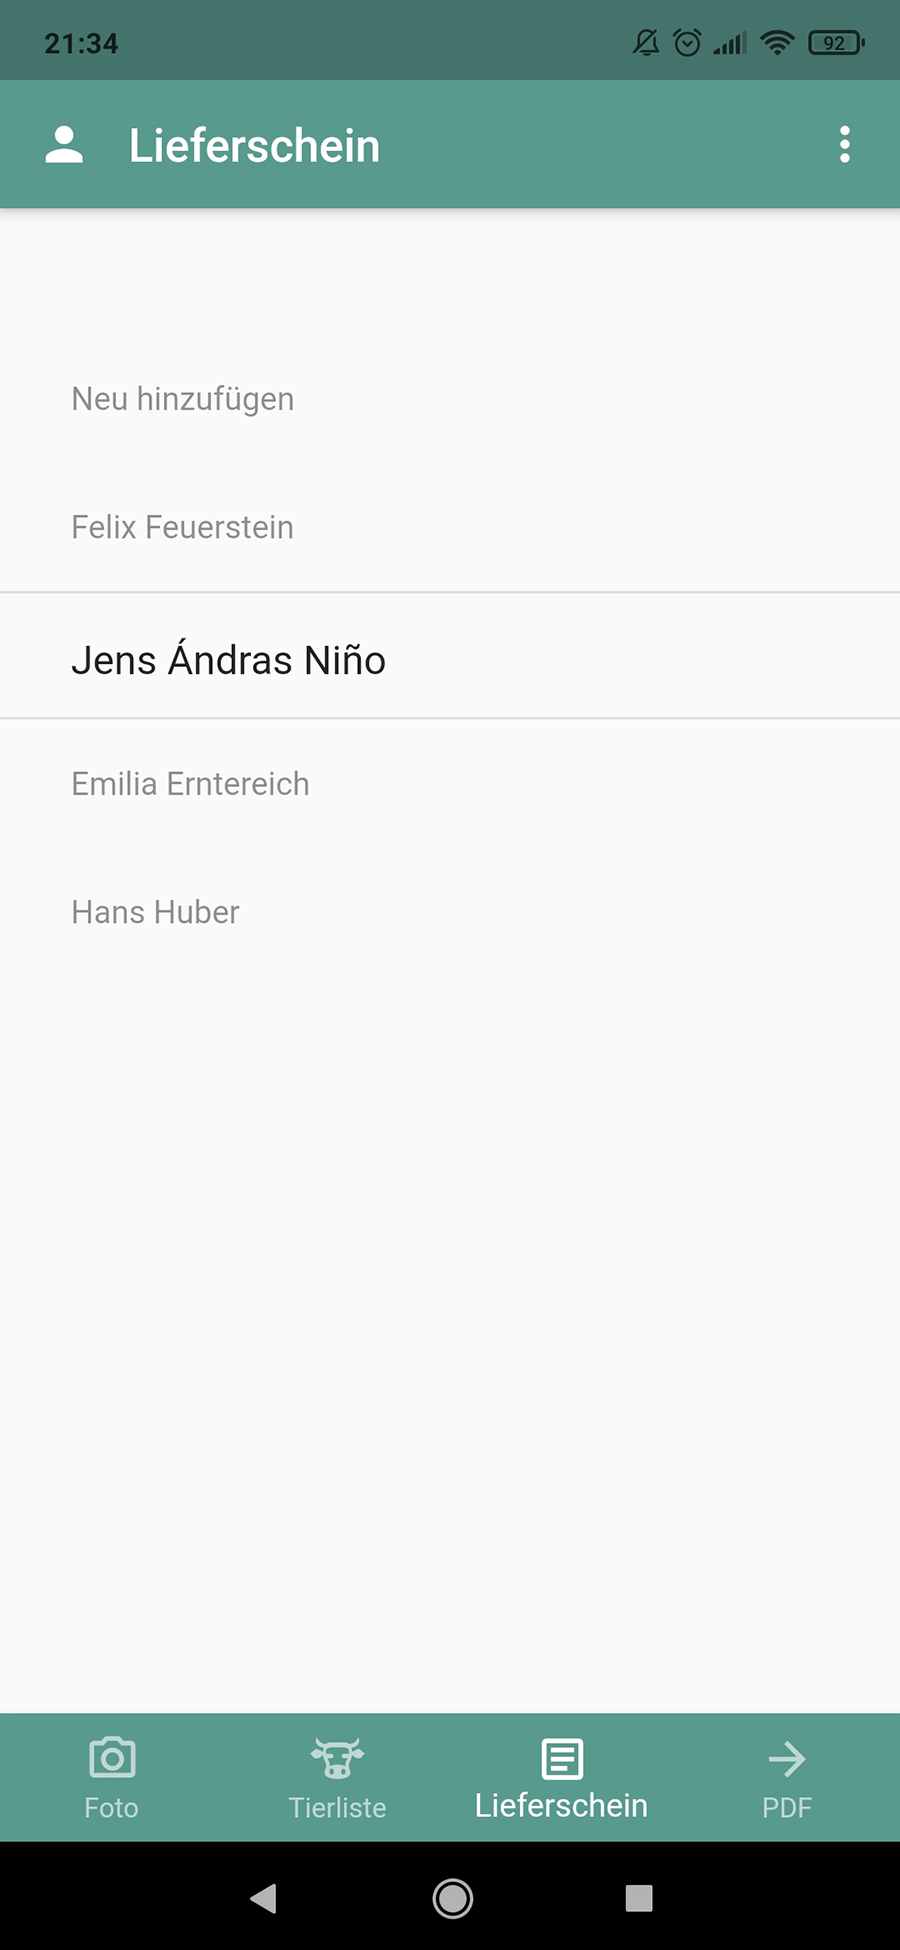 21:34
92
Lieferschein
Neu hinzufügen
Felix Feuerstein
Jens Ándras Niño
Emilia Erntereich
Hans Huber
Foto
Tierliste
Lieferschein
PDF